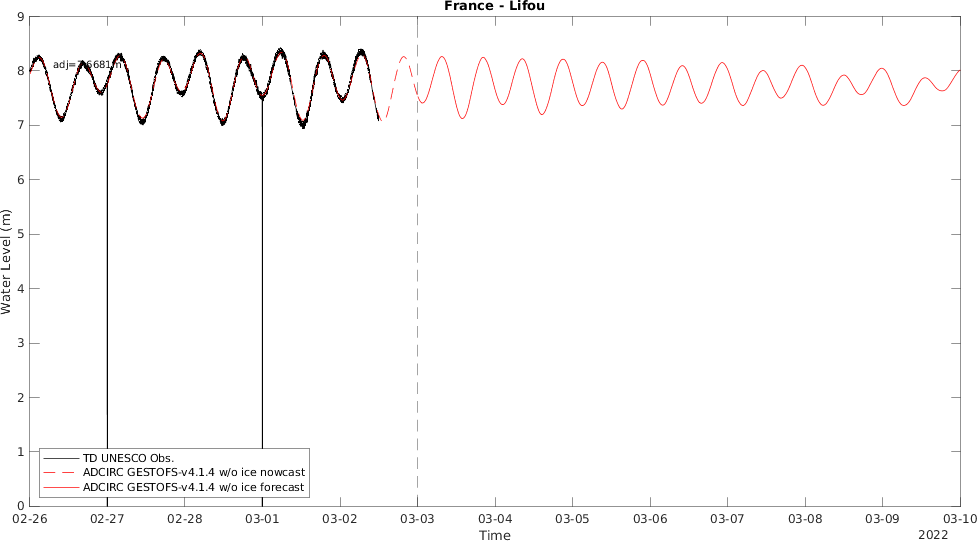 France - Lifou
9
adj=7.6681m
8
7
6
5
4
3
2
1
0
Water Level (m)
TD UNESCO Obs.
ADCIRC GESTOFS-v4.1.4 w/o ice nowcast
ADCIRC GESTOFS-v4.1.4 w/o ice forecast
02-26 02-27 02-28 03-01 03-02 03-03 03-04 03-05 03-06 03-07 03-08 03-09 03-10
Time
2022